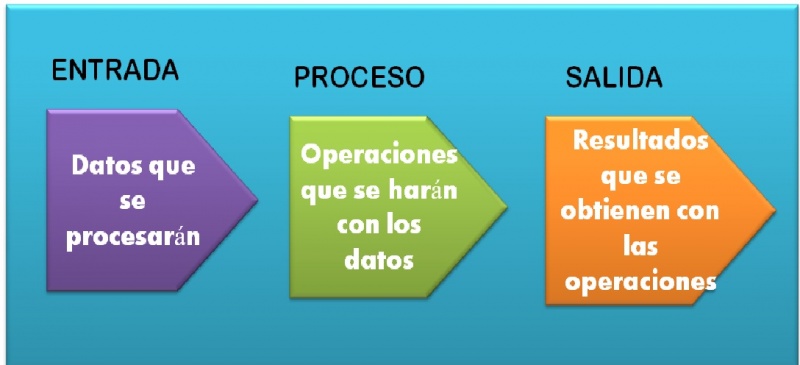 ENTRADA
Datos que
se
procesarán
PROCESO
Operaciones
que se harán
con los
datos
SALIDA
Resultados
que se
obtienen con
las
operaciones